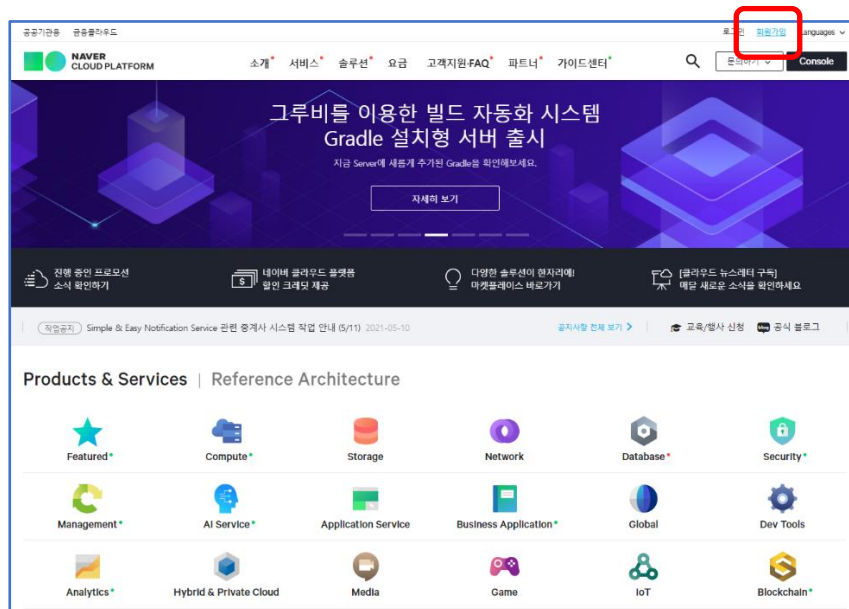 공공기관용 금융클라우드
로그인 회원가입 Languages
NAVER
CLOUD PLATFORM
소개 서비스 솔루션 요금 고객지원·FAQ 파트너 가이드센터
문의하기 Console
그루비를 이용한 빌드 자동화 시스템
Gradle 설치형 서버 출시
지금 Server에 새롭게 추가된 Gradle을 확인해보세요.
자세히 보기
진행 중인 프로모션
소식 확인하기
네이버 클라우드 플랫폼
할인 크레딧 제공
다양한 솔루션이 한자리에!
마켓플레이스 바로가기
[클라우드 뉴스레터 구독]
매달 새로운 소식을 확인하세요
작업공지 Simple & Easy Notification Service 관련 중계사 시스템 작업 안내 (5/11) 2021-05-10
공지사항 전체 보기 교육/행사 신청 blog 공식 블로그
Products & Services | Reference Architecture
Featured Compute Storage Network Database Security
Management AI Service Application Service Business Application Global Dev Tools
Analytics Hybrid & Private Cloud Media Game IoT Blockchain